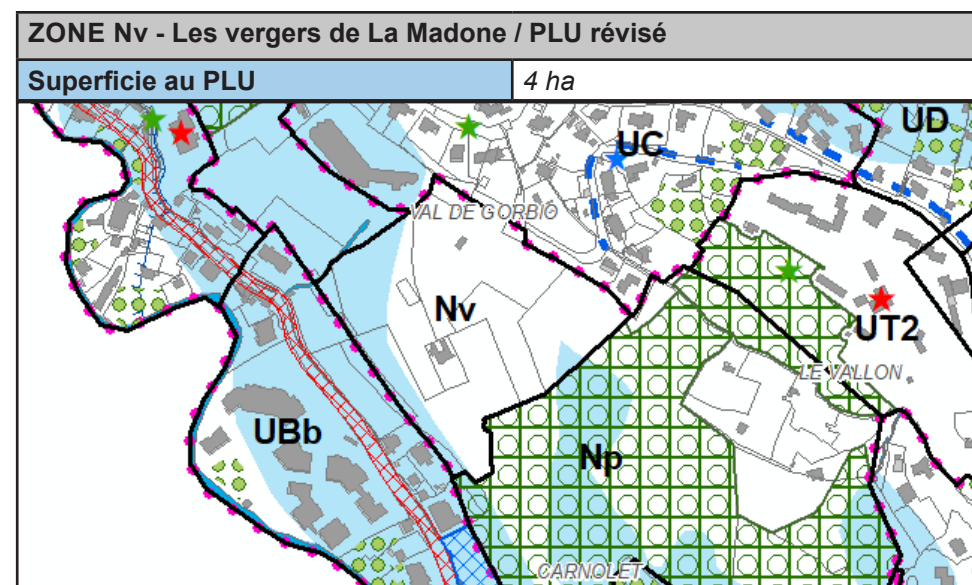 ZONE Nv - Les vergers de La Madone / PLU révisé
Superficie au PLU 4 ha
UD
UC
VAL DE GORBIO
Nv
UT2
LE VALLON
UBb
Np
CARNOLET